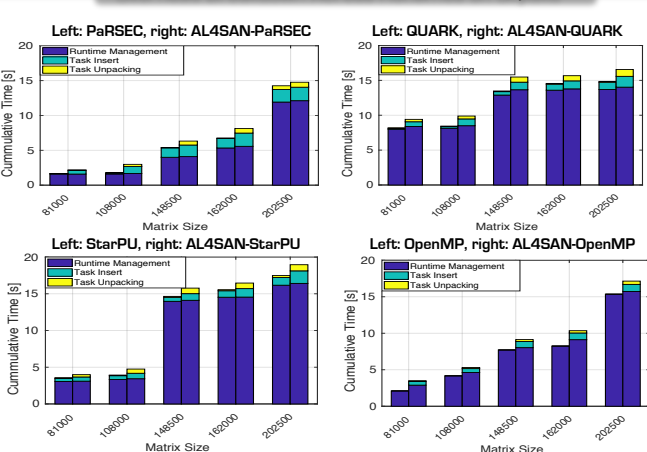 Left: PaRSEC, right: AL4SAN-PaRSEC
Runtime Management
Task Insert
Task Unpacking
Cummulative Time [s]
20
15
10
5
0
81000 108000 148500 162000 202500
Matrix Size
Left: QUARK, right: AL4SAN-QUARK
Runtime Management
Task Insert
Task Unpacking
Cummulative Time [s]
20
15
10
5
0
81000 108000 148500 162000 202500
Matrix Size
Left: StarPU, right: AL4SAN-StarPU
Runtime Management
Task Insert
Task Unpacking
Cummulative Time [s]
20
15
10
5
0
81000 108000 148500 162000 202500
Matrix Size
Left: OpenMP, right: AL4SAN-OpenMP
Runtime Management
Task Insert
Task Unpacking
Cumulative Time [s]
20
15
10
5
0
81000 108000 148500 162000 202500
Matrix Size